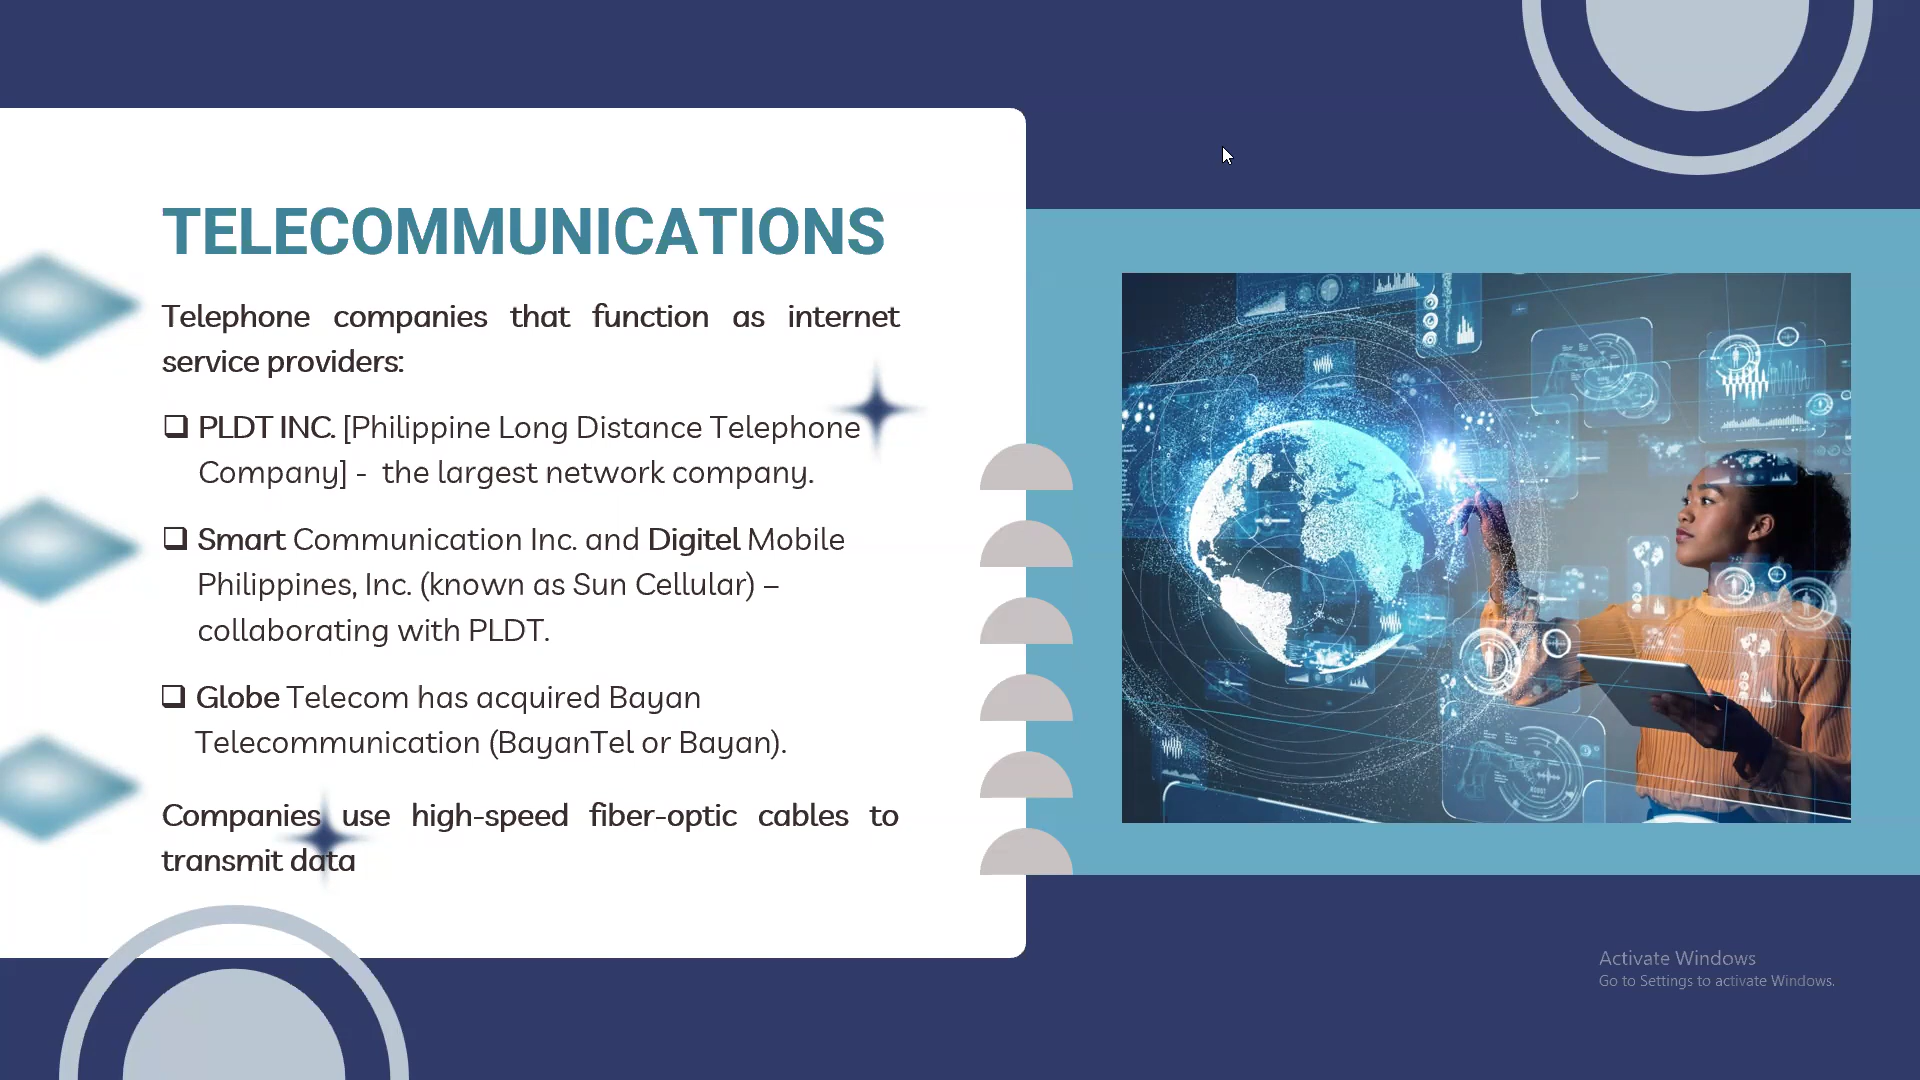 TELECOMMUNICATIONS
Telephone companies that function as internet
service providers:
❑ PLDT INC. [Philippine Long Distance Telephone
Company] - the largest network company.
❑ Smart Communication Inc. and Digitel Mobile
Philippines, Inc. (known as Sun Cellular) –
collaborating with PLDT.
❑ Globe Telecom has acquired Bayan
Telecommunication (BayanTel or Bayan).
Companies use high-speed fiber-optic cables to
transmit data
Activate Windows
Go to Settings to activate Windows.